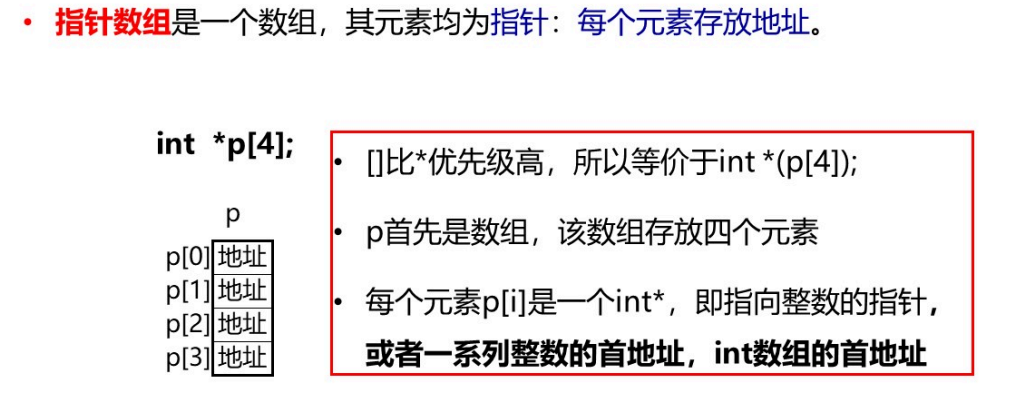 • 指针数组是一个数组，其元素均为指针：每个元素存放地址。
int *p[4];
• []比*优先级高，所以等价于int *(p[4]);
p
• p首先是数组，该数组存放四个元素
p[0] 地址
p[1] 地址
p[2] 地址
p[3] 地址
• 每个元素p[i]是一个int*，即指向整数的指针，
或者一系列整数的首地址，int数组的首地址